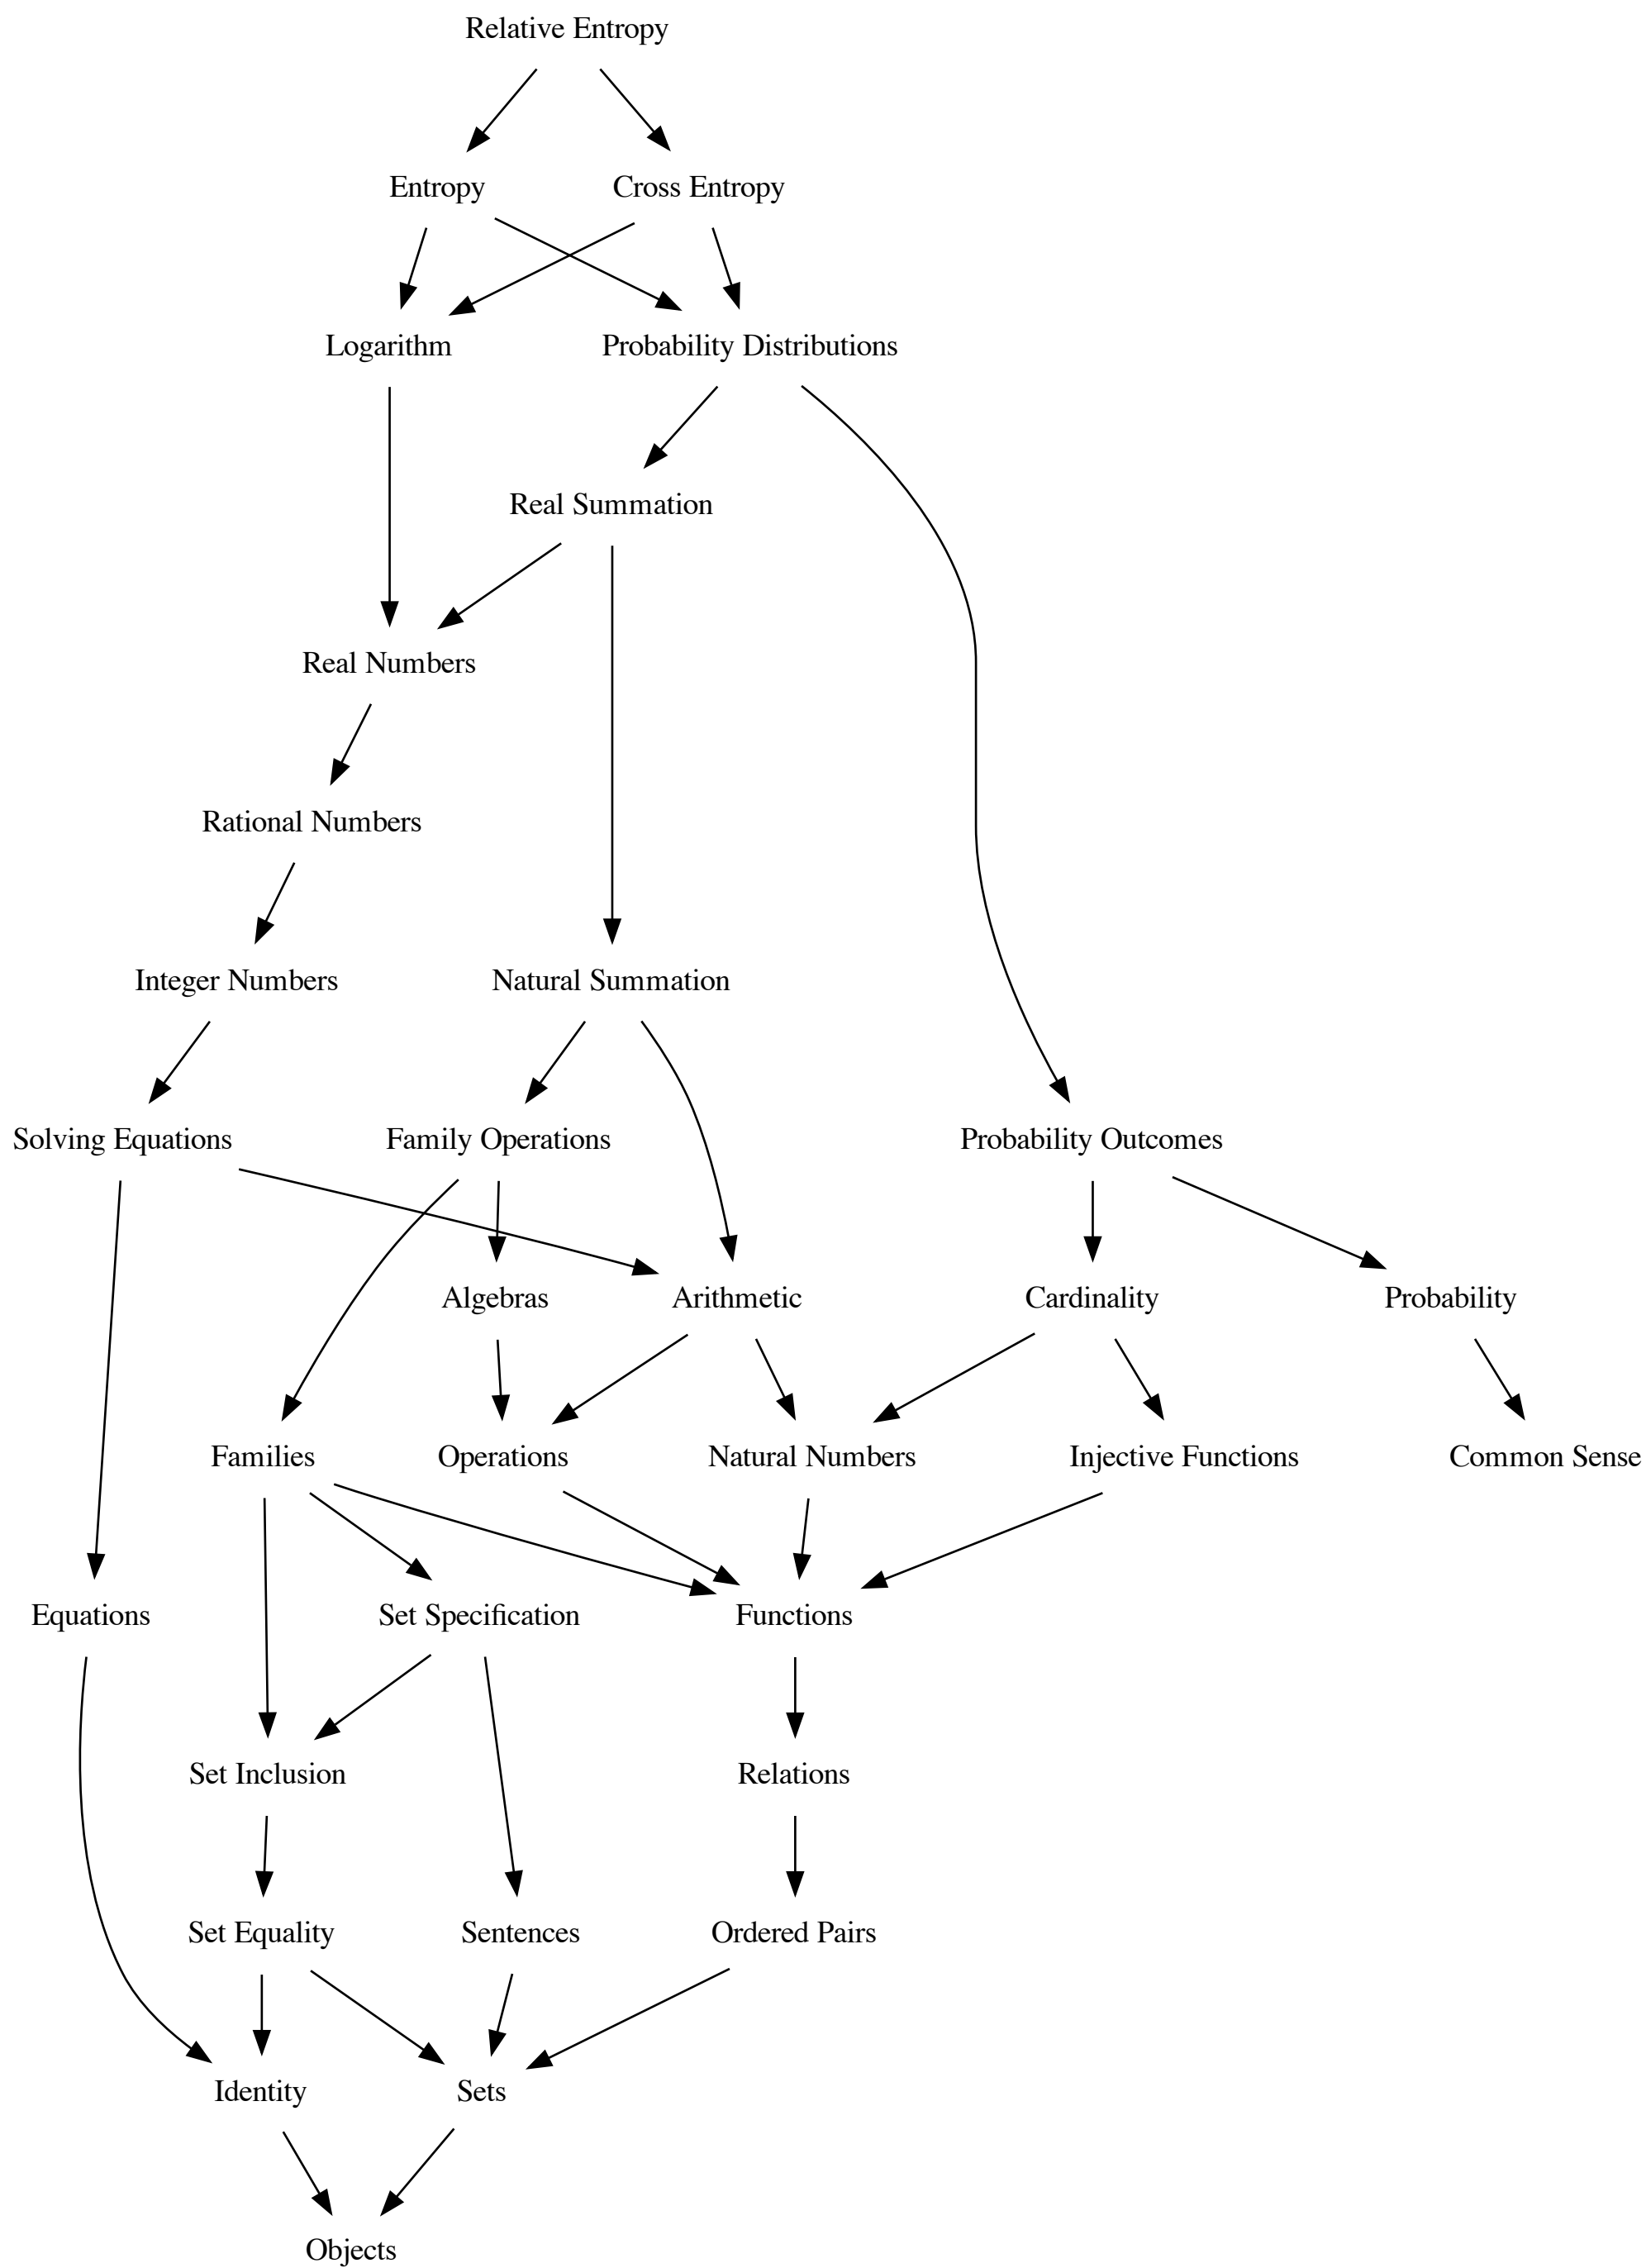 Relative Entropy
Entropy
Cross Entropy
Logarithm
Probability Distributions
Real Summation
Real Numbers
Rational Numbers
Integer Numbers
Natural Summation
Solving Equations
Family Operations
Probability Outcomes
Algebras
Arithmetic
Cardinality
Probability
Families
Operations
Natural Numbers
Injective Functions
Common Sense
Equations
Set Specification
Functions
Set Inclusion
Relations
Set Equality
Sentences
Ordered Pairs
Identity
Sets
Objects